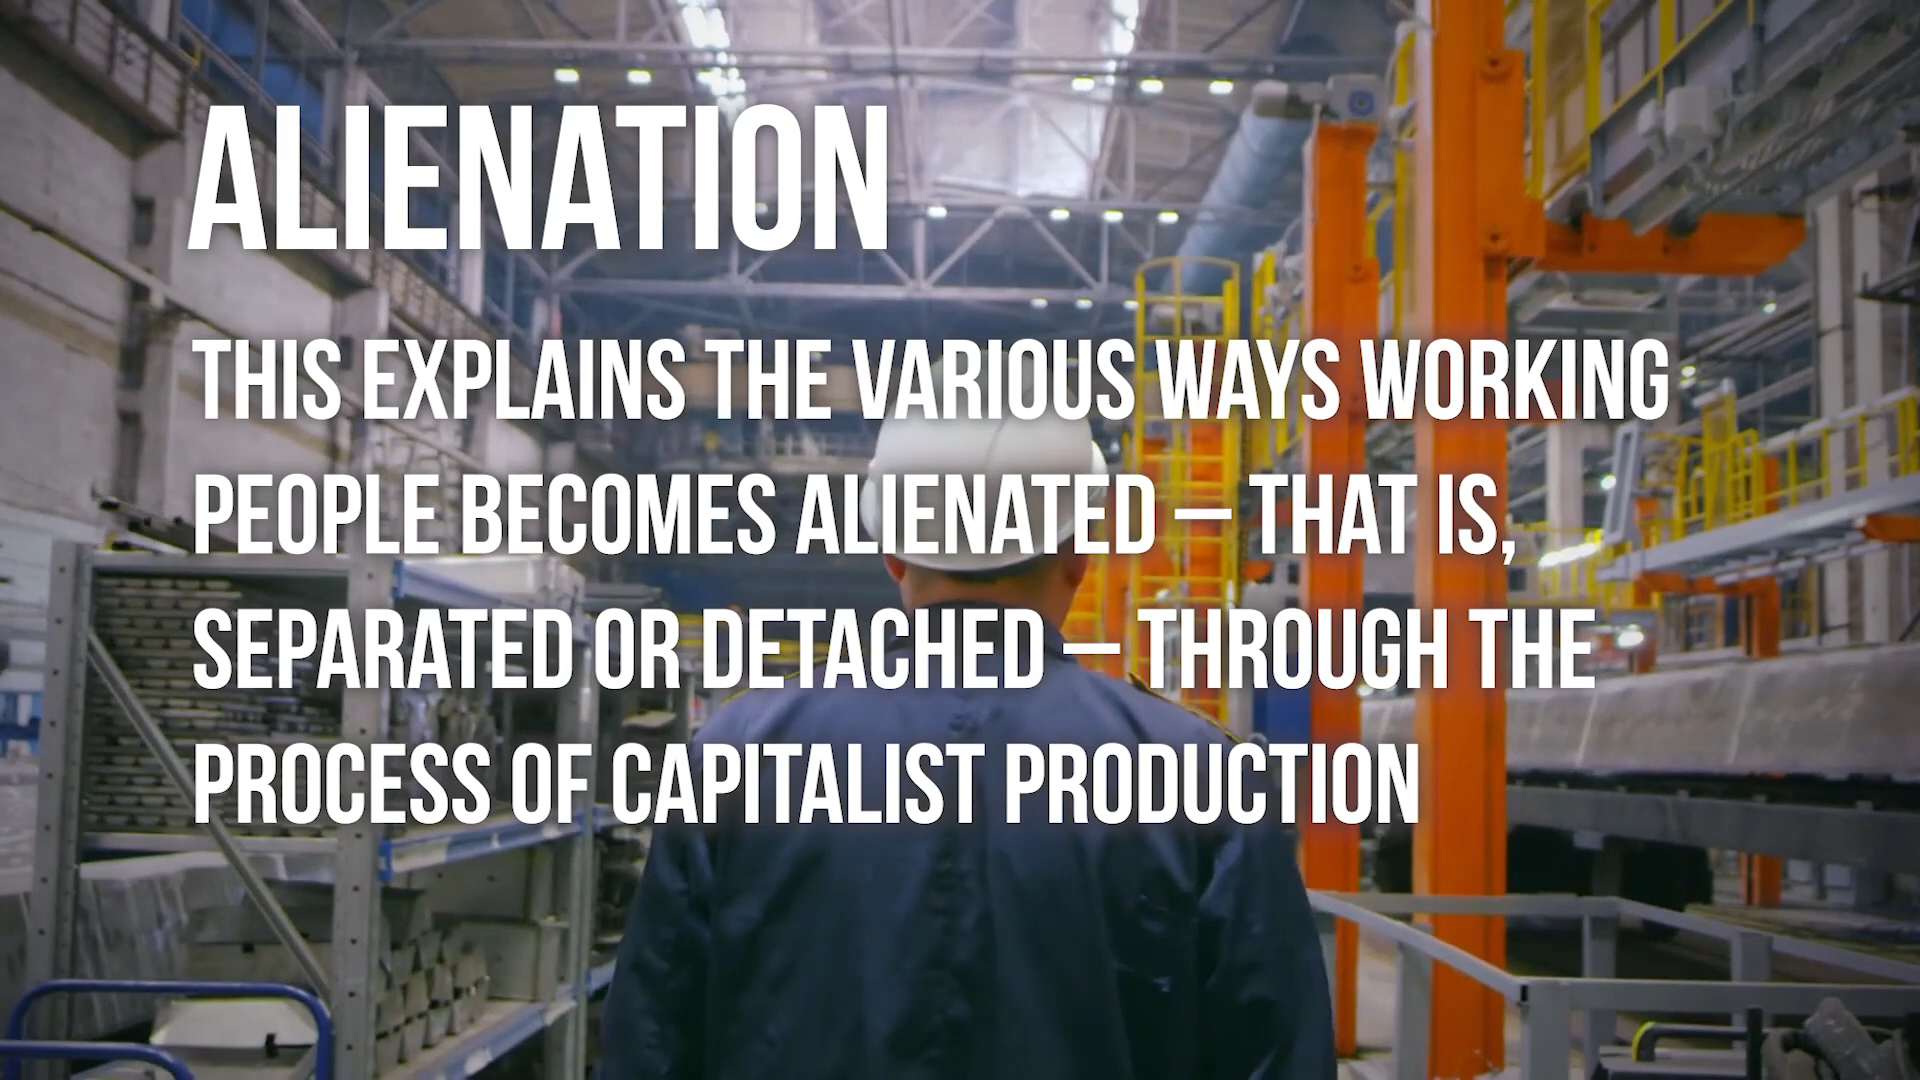 ALIENATION
THIS EXPLAINS THE VARIOUS WAYS WORKING
PEOPLE BECOMES ALIENATED – THAT IS,
SEPARATED OR DETACHED – THROUGH THE
PROCESS OF CAPITALIST PRODUCTION